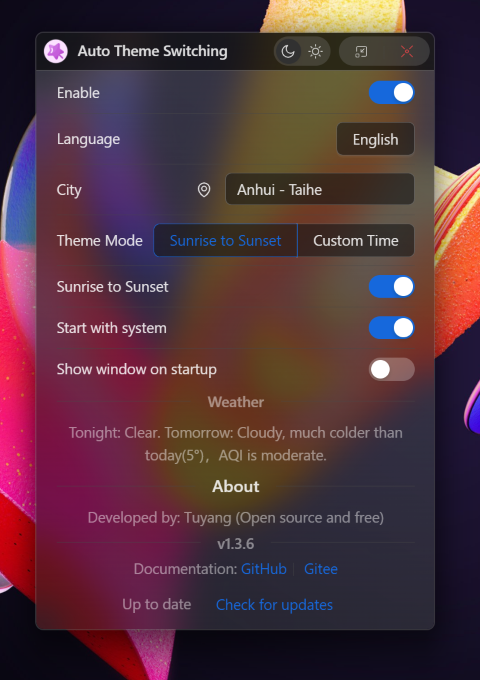 Auto Theme Switching
Enable
Language English
City Anhui - Taihe
Theme Mode Sunrise to Sunset Custom Time
Sunrise to Sunset
Start with system
Show window on startup
Weather
Tonight: Clear. Tomorrow: Cloudy, much colder than
today(5°)， AQI is moderate.
About
Developed by: Tuyang (Open source and free)
v1.3.6
Documentation: GitHub Gitee
Up to date Check for updates